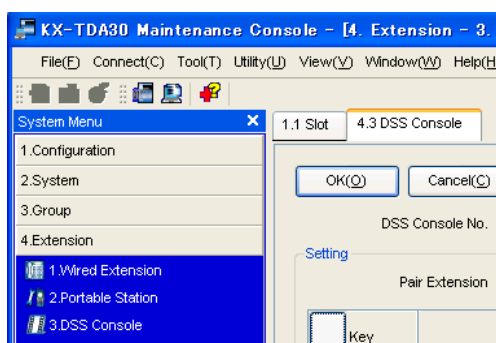 KX-TDA30 Maintenance Console - [4. Extension - 3.
File(F) Connect(C) Tool(T) Utility(U) View(V) Window(W) Help(H
System Menu
1.1 Slot 4.3 DSS Console
1.Configuration
2.System
3.Group
4.Extension
1.Wired Extension
2.Portable Station
3.DSS Console
OK(O) Cancel(C)
DSS Console No.
Setting
Pair Extension
Key